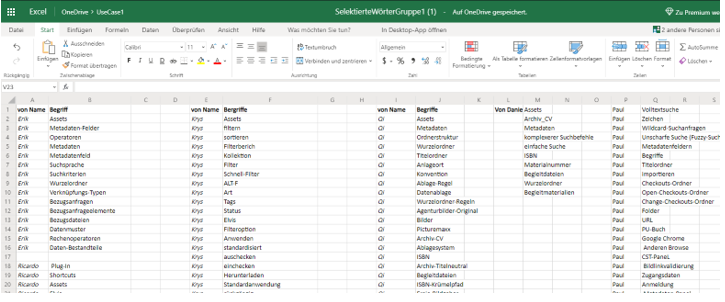 Excel OneDrive > UseCase1 SelektierteWörterGruppe1 (1) - Auf OneDrive gespeichert. Zu Premium we
Datei Start Einfügen Formeln Daten Überprüfen Ansicht Hilfe Was möchten Sie tun? In Desktop-App öffnen 2 andere Personen si
Einfügen Ausschneiden Kopieren Format übertragen Calibri 11 Textumbruch Verbinden und zentrieren Allgemein Bedingte Formatierung Als Tabelle formatieren Zellenformatvorlagen Einfügen Löschen Format AutoSumme Löschen
Rückgängig Zwischenablage Schriftart Ausrichtung Zahl Tabellen Zellen
V23
A B C D E F G H I J K L M N O P Q R S
1 von Name Begriff von Name Bergriffe von Name Begriffe Von Danie Assets Paul Volltextsuche
2 Erik Assets Krys Assets Qi Assets Archiv_CV Paul Zeichen
3 Erik Metadaten-Felder Krys filtern Qi Metadaten Metadaten Paul Wildcard-Suchanfragen
4 Erik Operatoren Krys sortieren Qi Ordnerstruktur komplexerer Suchbefehle Paul Unscharfe Suche (Fuzzy-Suc
5 Erik Metadaten Krys Filterberich Qi Wurzelordner einfache Suche Paul Metadatenfeldern
6 Erik Metadatenfeld Krys Kollektion Qi Titelordner ISBN Paul Begriffe
7 Erik Suchsprache Krys Filter Qi Anlageort Materialnummer Paul Titelordner
8 Erik Suchkriterien Krys Schnell-Filter Qi Konvention Begleitdateien Paul Importieren
9 Erik Wurzelordner Krys ALT-F Qi Ablage-Regel Wurzelordner Paul Checkouts-Ordner
10 Erik Verknüpfungs-Typen Krys Art Qi Datenablage Begleitmaterialien Paul Open-Checkouts-Ordner
11 Erik Bezugsanfragen Krys Tags Qi Wurzelordner-Regeln Paul Change-Checkouts-Ordner
12 Erik Bezugsanfrageelemente Krys Status Qi Agenturbilder-Original Paul Folder
13 Erik Bezugsdateien Krys Elvis Qi Bilder Paul URL
14 Erik Datenmuster Krys Filteroption Qi Picturemaxx Paul PU-Buch
15 Erik Rechenoperatoren Krys Anwenden Qi Archiv-CV Paul Google Chrome
16 Erik Daten-Bestandteile Krys standardisiert Qi Ablagesystem Paul Anderen Browse
17 Krys auschecken Qi ISBN Paul CST-Panel
18 Ricardo Plug-in Krys einchecken Qi Archiv-Titelneutral Paul Bildlinkvalidierung
19 Ricardo Shortcuts Krys Herunterladen Qi Begleitdateien Paul Zugangsdaten
20 Ricardo Assets Krys Standardanwendung Qi ISBN-Krümelpfad Paul Anmeldung